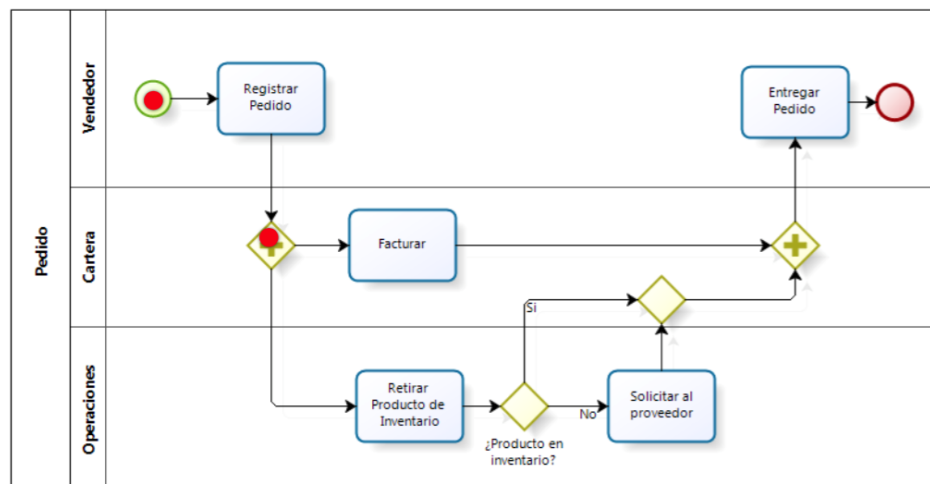 Pedido
Vendedor
Registrar
Pedido
Entregar
Pedido
Cartera
Facturar
Si
Operaciones
Retirar
Producto de
Inventario
¿Producto en
inventario?
No
Solicitar al
proveedor